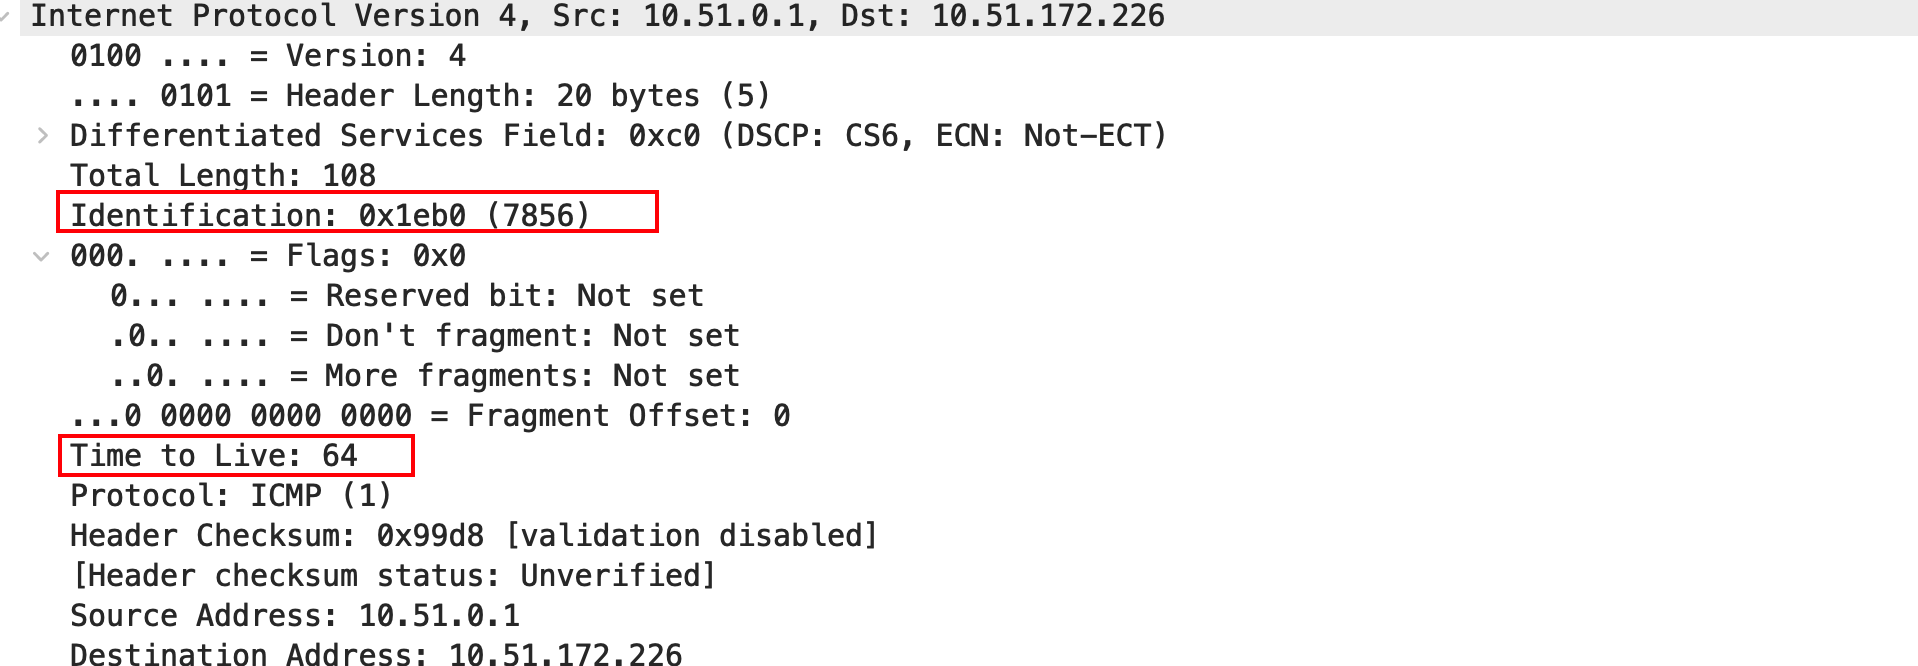 Internet Protocol Version 4, Src: 10.51.0.1, Dst: 10.51.172.226
0100 .... = Version: 4
.... 0101 = Header Length: 20 bytes (5)
Differentiated Services Field: 0xc0 (DSCP: CS6, ECN: Not-ECT)
Total Length: 108
Identification: 0x1eb0 (7856)
000. .... = Flags: 0x0
0... .... = Reserved bit: Not set
.0.. .... = Don't fragment: Not set
..0. .... = More fragments: Not set
...0 0000 0000 0000 = Fragment Offset: 0
Time to Live: 64
Protocol: ICMP (1)
Header Checksum: 0x99d8 [validation disabled]
[Header checksum status: Unverified]
Source Address: 10.51.0.1
Destination Address: 10.51.172.226